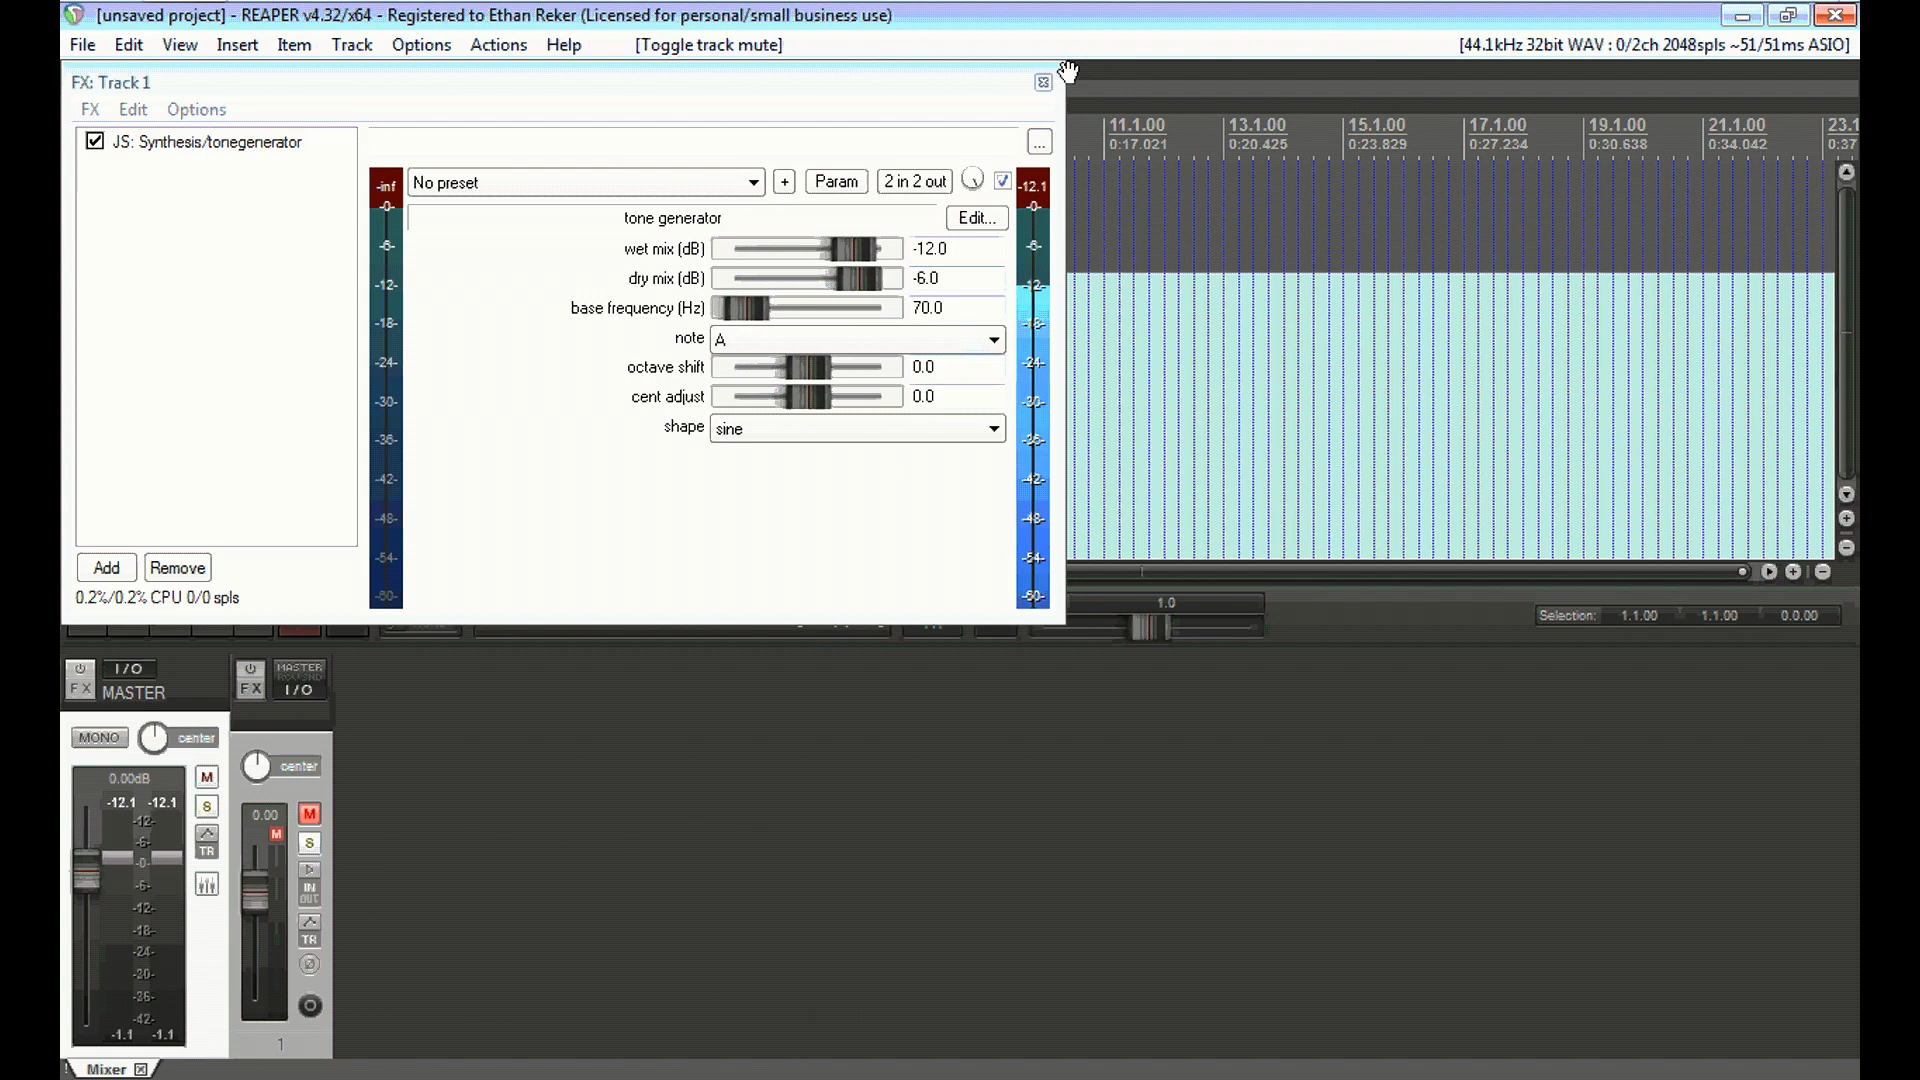 [unsaved project] - REAPER v4.32/x64 - Registered to Ethan Reker (Licensed for personal/small business use)
File Edit View Insert Item Track Options Actions Help [Toggle track mute] [44.1kHz 32bit WAV : 0/2ch 2048spls ~51/51ms ASIO]
FX: Track 1
FX Edit Options
JS: Synthesis/tonegenerator
...
11.1.00 13.1.00 15.1.00 17.1.00 19.1.00 21.1.00 23.1
0:17.021 0:20.425 0:23.829 0:27.234 0:30.638 0:34.042 0:37
-inf No preset + Param 2 in 2 out -12.1
tone generator Edit...
wet mix (dB) -12.0
dry mix (dB) -6.0
base frequency (Hz) 70.0
note A
octave shift 0.0
cent adjust 0.0
shape sine
-0- -0-
-6- -6-
-12- -12-
-18- -18-
-24- -24-
-30- -30-
-36- -36-
-42- -42-
-48- -48-
-54- -54-
-60- -60-
Add Remove
0.2%/0.2% CPU 0/0 spls
1.0
Selection: 1.1.00 1.1.00 0.0.00
I/O
FX MASTER
MASTER
FX I/O
MONO center
center
0.00dB M
-12.1 -12.1 S
-12-
-6- TR
-0-
-6-
-12-
-18-
-24-
-30-
-36-
-42-
-1.1 -1.1
0.00 M
M
S
IN
OUT
TR
1
Mixer